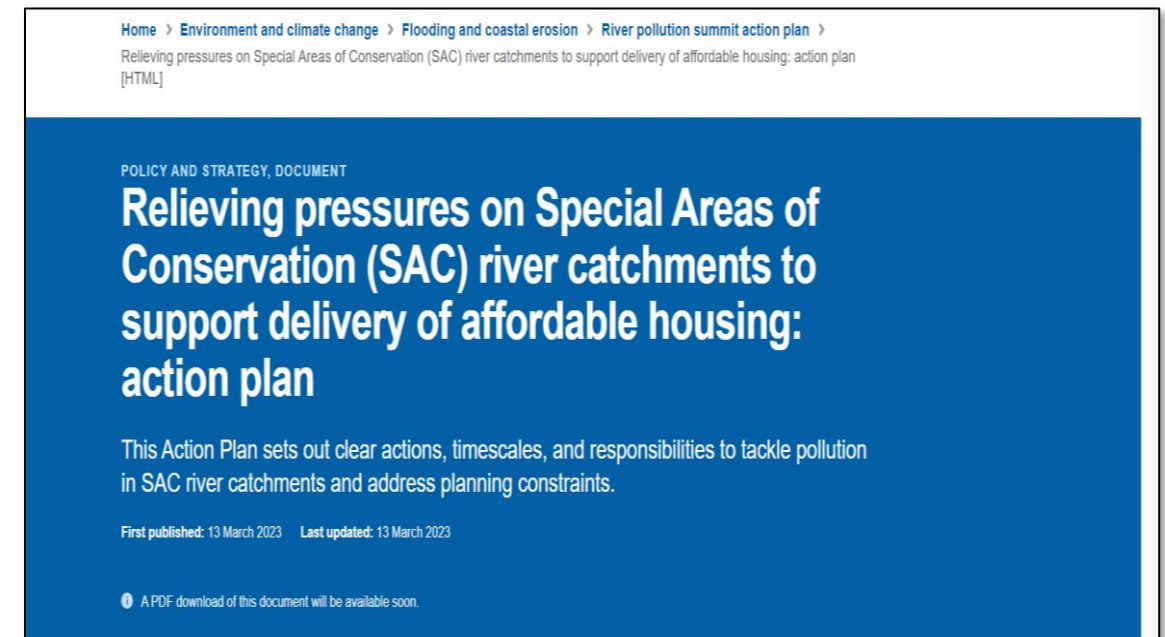 Home > Environment and climate change > Flooding and coastal erosion > River pollution summit action plan >
Relieving pressures on Special Areas of Conservation (SAC) river catchments to support delivery of affordable housing: action plan
[HTML]
POLICY AND STRATEGY, DOCUMENT
Relieving pressures on Special Areas of
Conservation (SAC) river catchments to
support delivery of affordable housing:
action plan
This Action Plan sets out clear actions, timescales, and responsibilities to tackle pollution
in SAC river catchments and address planning constraints.
First published: 13 March 2023 Last updated: 13 March 2023
A PDF download of this document will be available soon.